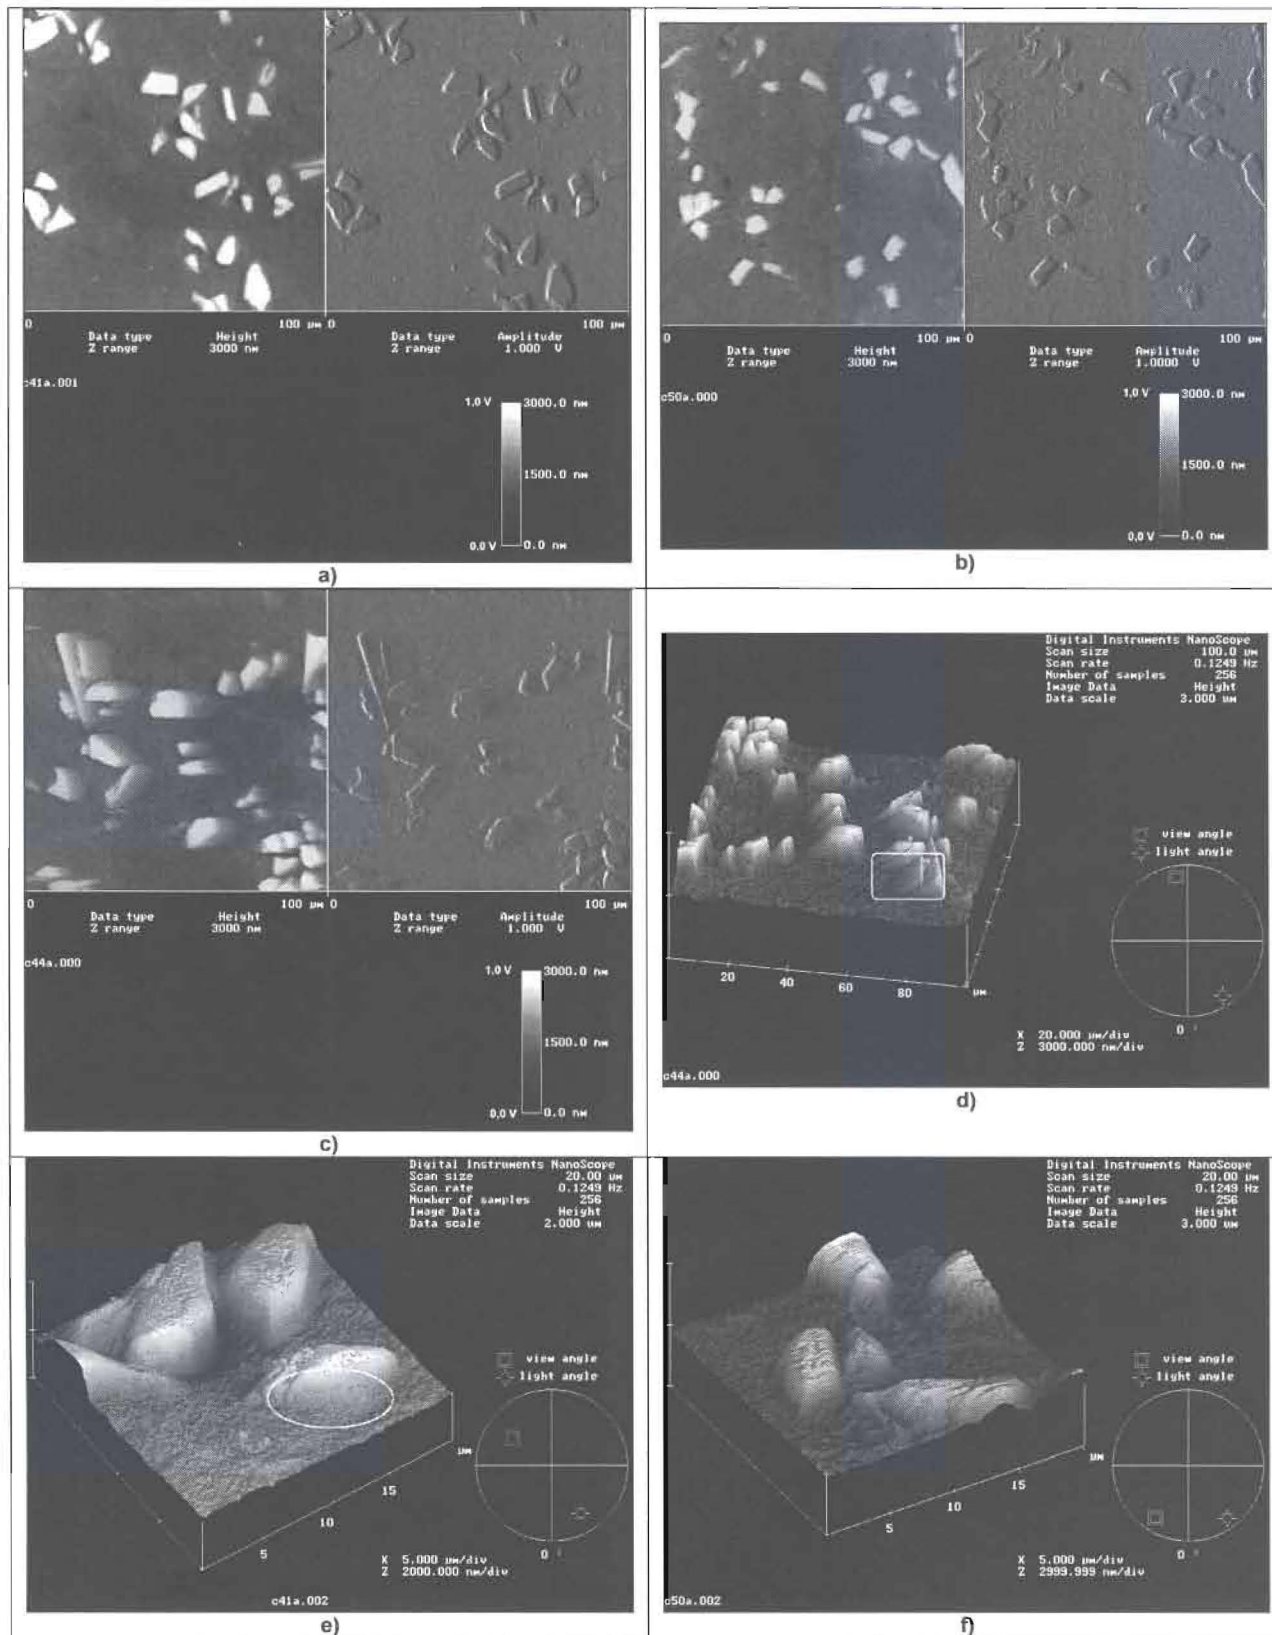 0 100 μm 0 100 μm
Data type Height Data type Amplitude
Z range 3000 nm Z range 1.000 V
c41a.001
1,0 V 3000.0 nm
1500.0 nm
0,0 V 0.0 nm
a)
0 100 μm 0 100 μm
Data type Height Data type Amplitude
Z range 3000 nm Z range 1.0000 V
c50a.000
1,0 V 3000.0 nm
1500.0 nm
0,0 V 0.0 nm
b)
0 100 μm 0 100 μm
Data type Height Data type Amplitude
Z range 3000 nm Z range 1.000 V
c44a.000
1,0 V 3000.0 nm
1500.0 nm
0,0 V 0.0 nm
c)
Digital Instruments NanoScope
Scan size 100.0 μm
Scan rate 0.1249 Hz
Number of samples 256
Image Data Height
Data scale 3.000 μm
view angle
light angle
20 40 60 80 μm
0 °
X 20.000 μm/div
Z 3000.000 nm/div
c44a.000
d)
Digital Instruments NanoScope
Scan size 20.00 μm
Scan rate 0.1249 Hz
Number of samples 256
Image Data Height
Data scale 2.000 μm
view angle
light angle
5 10 15 μm
0 °
X 5.000 μm/div
Z 2000.000 nm/div
c41a.002
e)
Digital Instruments NanoScope
Scan size 20.00 μm
Scan rate 0.1249 Hz
Number of samples 256
Image Data Height
Data scale 3.000 μm
view angle
light angle
5 10 15 μm
0 °
X 5.000 μm/div
Z 2999.999 nm/div
c50a.002
f)